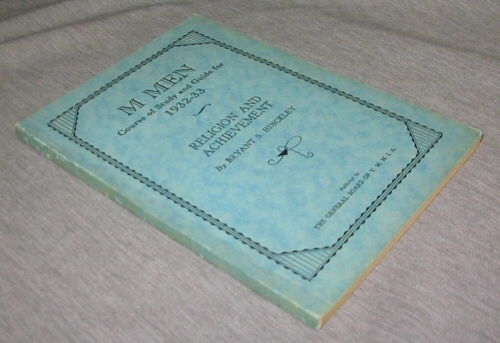 M MEN
Course of Study and Guide for
1932-33
RELIGION AND
ACHIEVEMENT
By BRYANT S. HINCKLEY
Published by
THE GENERAL BOARD OF Y. M. M. I. A.